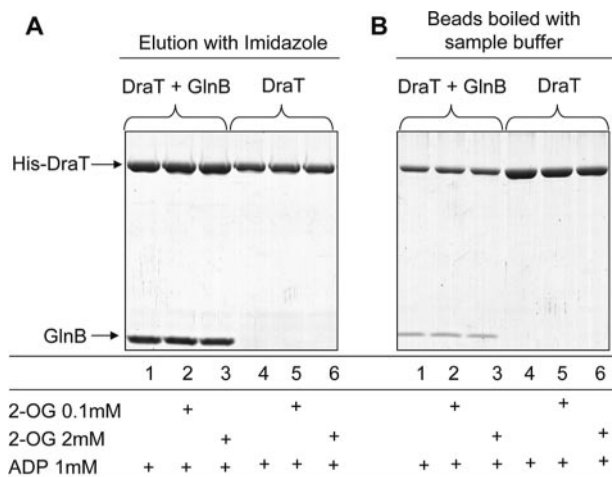 A
Elution with Imidazole
DraT + GlnB DraT
B
Beads boiled with
sample buffer
DraT + GlnB DraT
His-DraT
GlnB
1 2 3 4 5 6 1 2 3 4 5 6
2-OG 0.1mM + + + +
2-OG 2mM + + + +
ADP 1mM + + + + + + + + + + + +